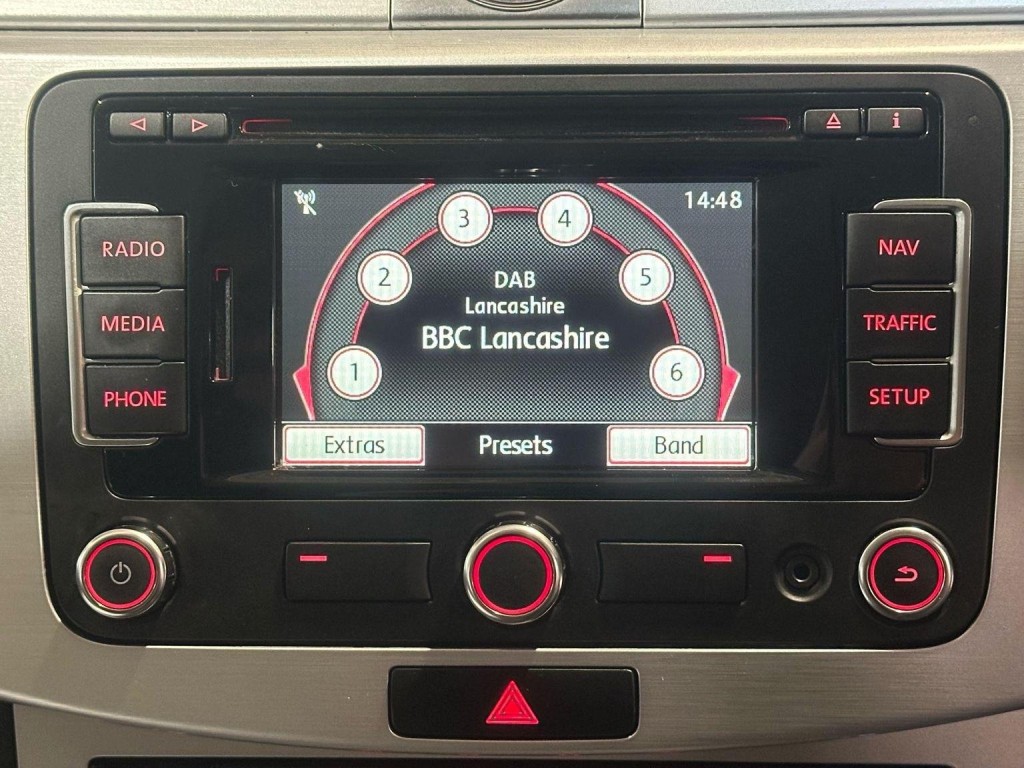 i
14:48
3
4
2
5
DAB
Lancashire
BBC Lancashire
1
6
Extras
Presets
Band
RADIO
MEDIA
PHONE
NAV
TRAFFIC
SETUP